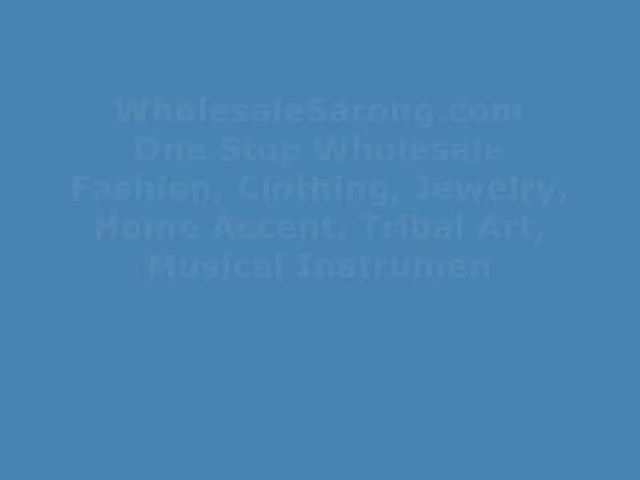 WholesaleSarong.com
One Stop Wholesale
Fashion, Clothing, Jewelry,
Home Accent, Tribal Art,
Musical Instrumen